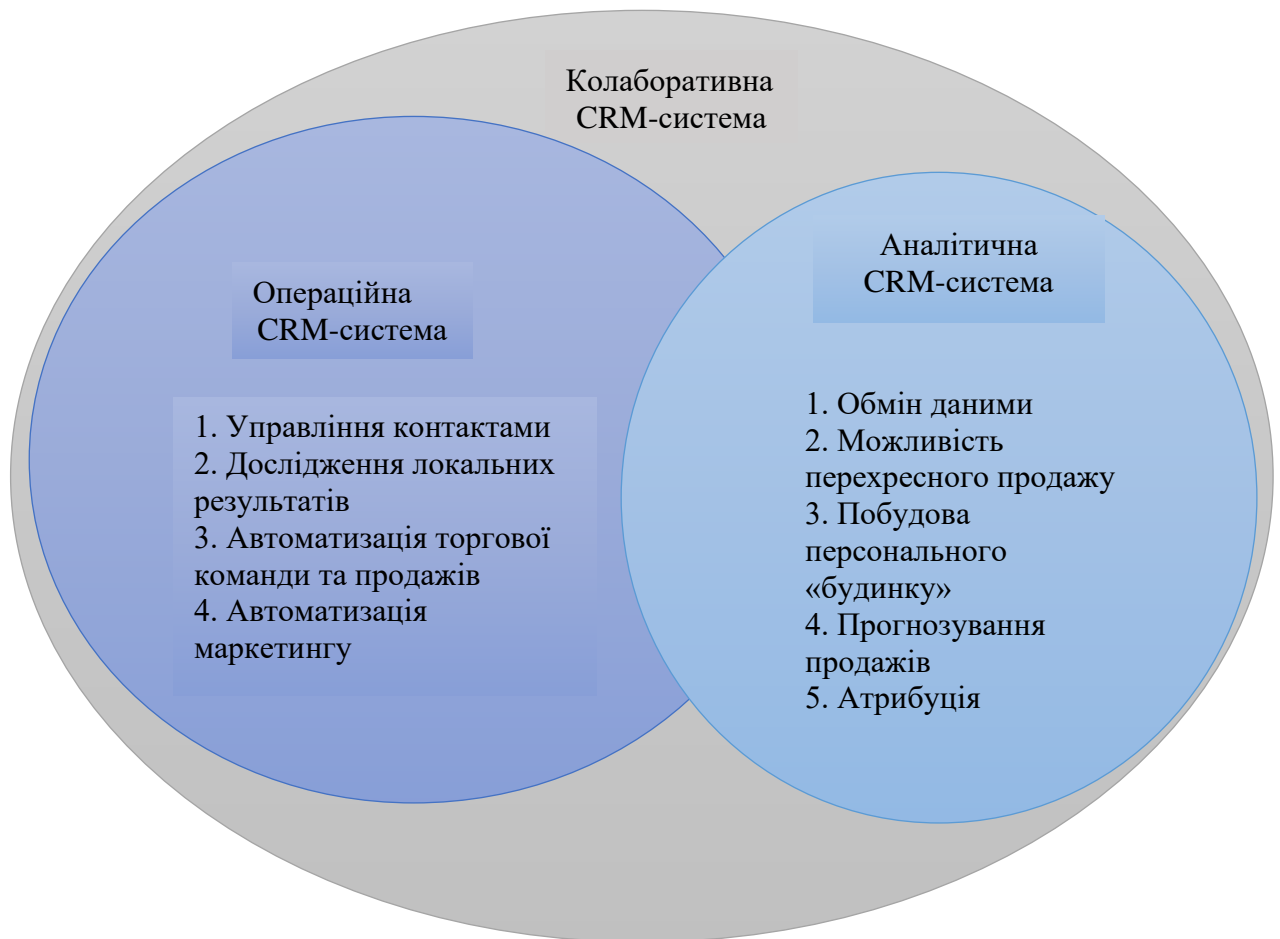 Колаборативна
CRM-система
Операційна
CRM-система
1. Управління контактами
2. Дослідження локальних
результатів
3. Автоматизація торгової
команди та продажів
4. Автоматизація
маркетингу
Аналітична
CRM-система
1. Обмін даними
2. Можливість
перехресного продажу
3. Побудова
персонального
«будинку»
4. Прогнозування
продажів
5. Атрибуція